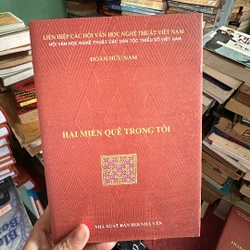 LIÊN HIỆP CÁC HỘI VĂN HỌC NGHỆ THUẬT VIỆT NAM
HỘI VĂN HỌC NGHỆ THUẬT CÁC DÂN TỘC THIỂU SỐ VIỆT NAM
ĐOÀN HỮU NAM
HAI MIỀN QUÊ TRONG TÔI
NHÀ XUẤT BẢN HỘI NHÀ VĂN